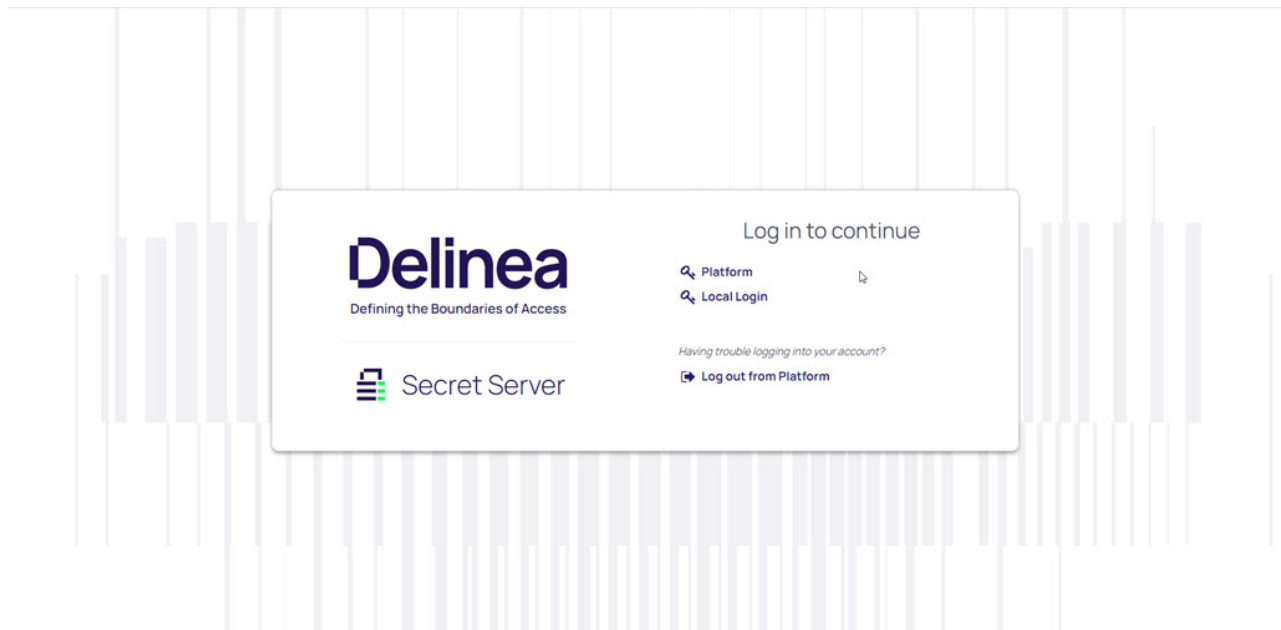 Delinea
Defining the Boundaries of Access
Secret Server
Log in to continue
Platform
Local Login
Having trouble logging into your account?
Log out from Platform